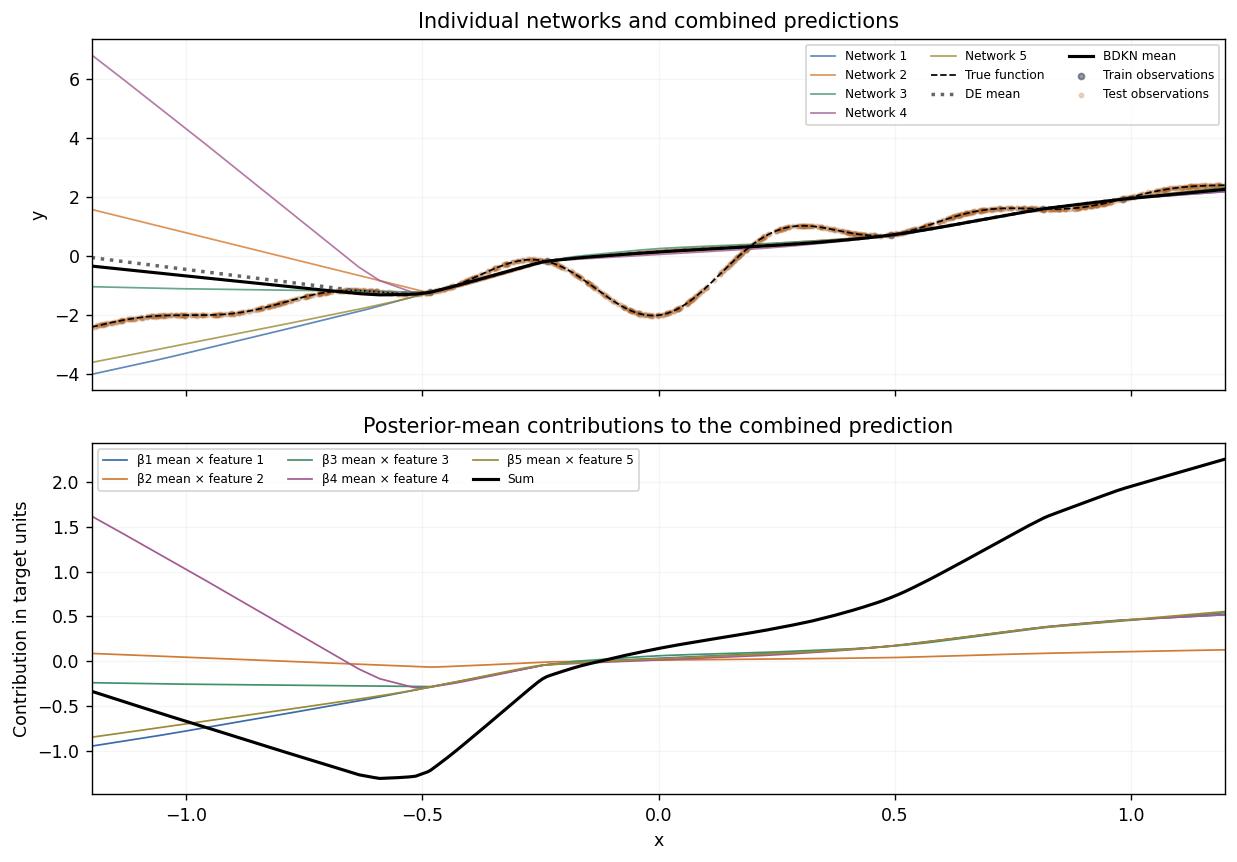 Individual networks and combined predictions
6
4
2
0
−2
−4
y
Network 1
Network 2
Network 3
Network 4
Network 5
True function
DE mean
BDKN mean
Train observations
Test observations
Posterior-mean contributions to the combined prediction
2.0
1.5
1.0
0.5
0.0
−0.5
−1.0
Contribution in target units
β1 mean × feature 1
β2 mean × feature 2
β3 mean × feature 3
β4 mean × feature 4
β5 mean × feature 5
Sum
−1.0
−0.5
0.0
0.5
1.0
x